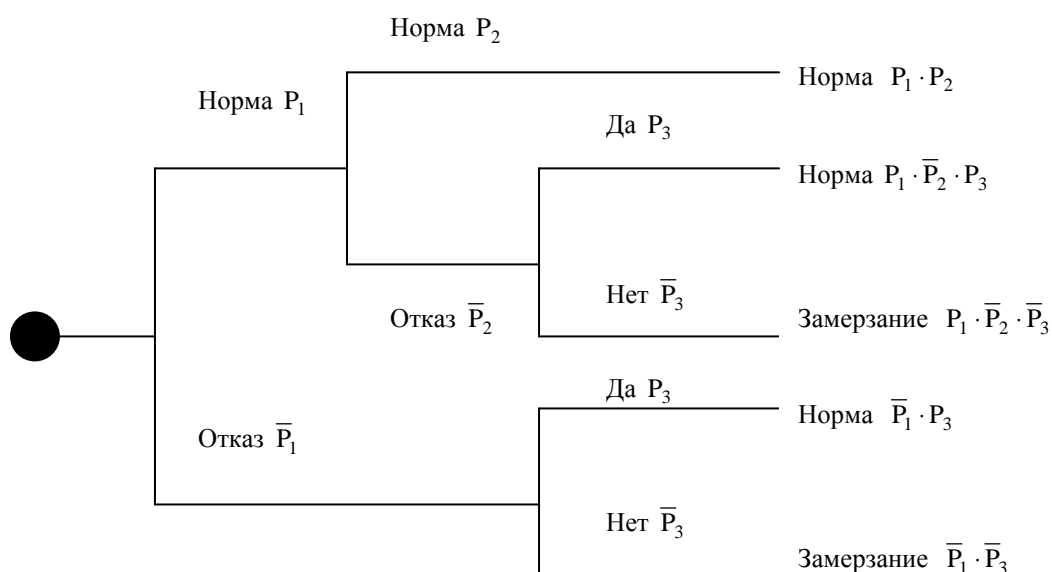 Норма P₂
Норма P₁ · P₂
Норма P₁
Да P₃
Норма P₁ · P̅₂ · P₃
Нет P̅₃
Отказ P̅₂
Замерзание P₁ · P̅₂ · P̅₃
Да P₃
Норма P̅₁ · P₃
Отказ P̅₁
Нет P̅₃
Замерзание P̅₁ · P̅₃